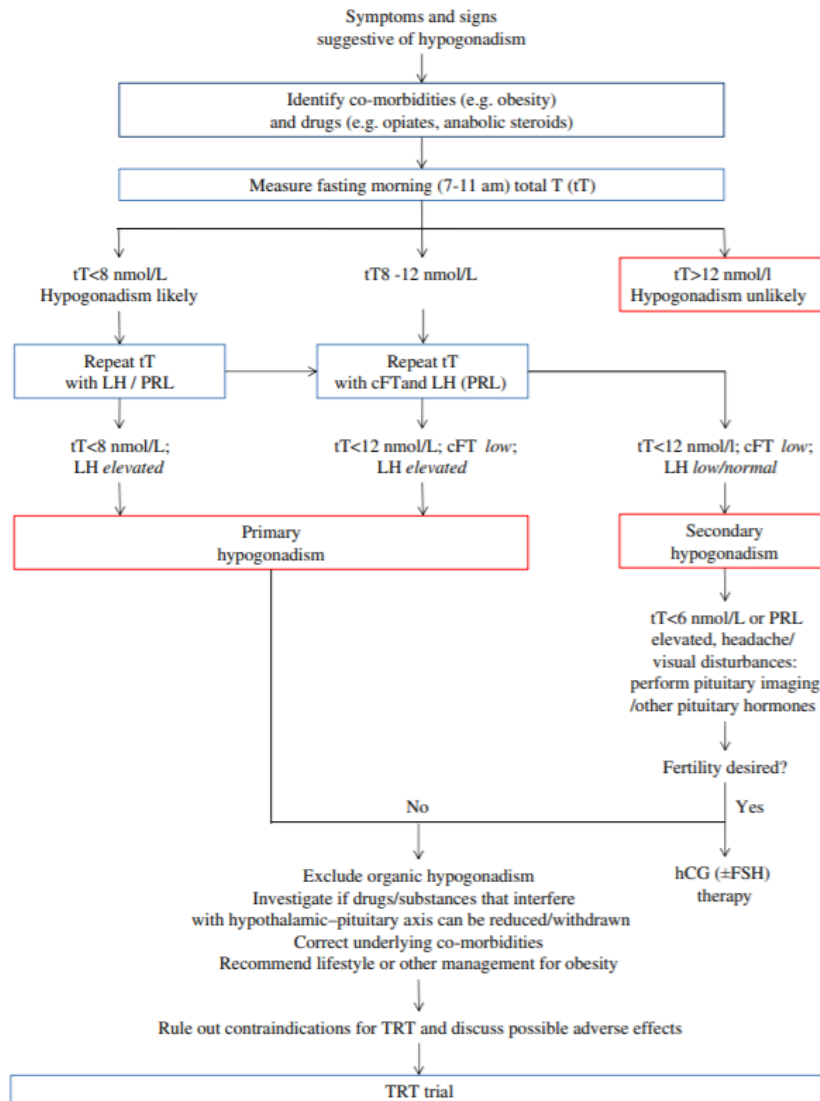 Symptoms and signs
suggestive of hypogonadism
Identify co-morbidities (e.g. obesity)
and drugs (e.g. opiates, anabolic steroids)
Measure fasting morning (7-11 am) total T (tT)
tT<8 nmol/L
Hypogonadism likely
tT8 -12 nmol/L
tT>12 nmol/l
Hypogonadism unlikely
Repeat tT
with LH / PRL
Repeat tT
with cFTand LH (PRL)
tT<8 nmol/L;
LH elevated
tT<12 nmol/L; cFT low;
LH elevated
tT<12 nmol/l; cFT low;
LH low/normal
Primary
hypogonadism
Secondary
hypogonadism
tT<6 nmol/L or PRL
elevated, headache/
visual disturbances:
perform pituitary imaging
/other pituitary hormones
Fertility desired?
No
Yes
Exclude organic hypogonadism
Investigate if drugs/substances that interfere
with hypothalamic–pituitary axis can be reduced/withdrawn
Correct underlying co-morbidities
Recommend lifestyle or other management for obesity
hCG (±FSH)
therapy
Rule out contraindications for TRT and discuss possible adverse effects
TRT trial